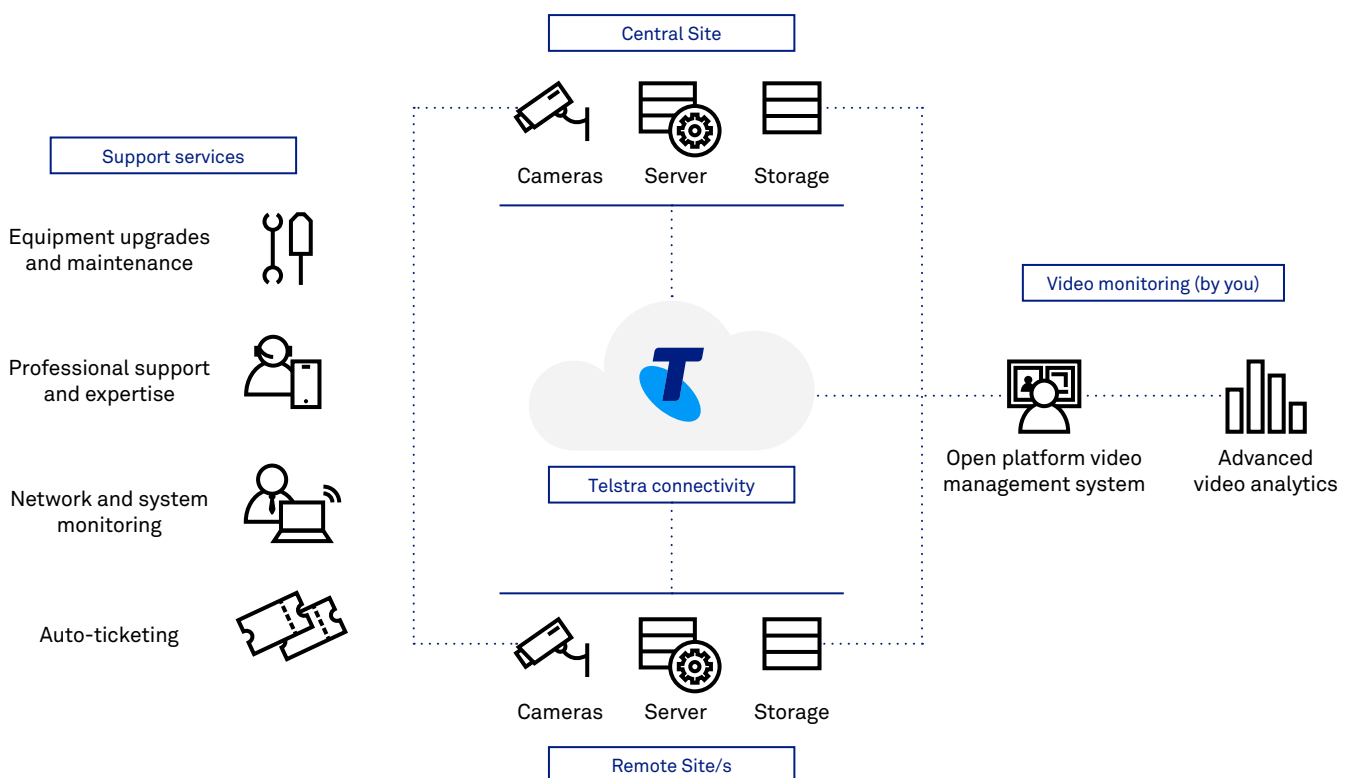 Central Site
Cameras
Server
Storage
Support services
Equipment upgrades
and maintenance
Professional support
and expertise
Network and system
monitoring
Auto-ticketing
T
Telstra connectivity
Video monitoring (by you)
Open platform video
management system
Advanced
video analytics
Cameras
Server
Storage
Remote Site/s